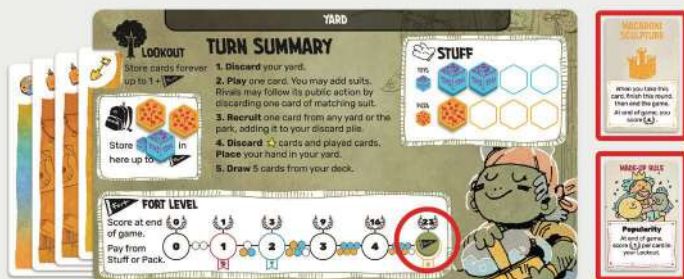 YARD
LOOKOUT
Store cards forever
up to 1 +
Store in
here up to
TURN SUMMARY
1. Discard your yard.
2. Play one card. You may add suits.
Rivals may follow its public action by
discarding one card of matching suit.
3. Recruit one card from any yard or the
park, adding it to your discard pile.
4. Discard cards and played cards.
Place your hand in your yard.
5. Draw 5 cards from your deck.
STUFF
TOYS
PIZZA
FORT LEVEL
Score at end
of game.
Pay from
Stuff or Pack.
0 1 3 9 16 23
0 1 2 3 4
MACARONI
SCULPTURE
When you take this
card, finish this round,
then end the game.
At end of game, you
score 4.
MADE-UP RULE
Popularity
At end of game,
score 1 per card in
your Lookout.